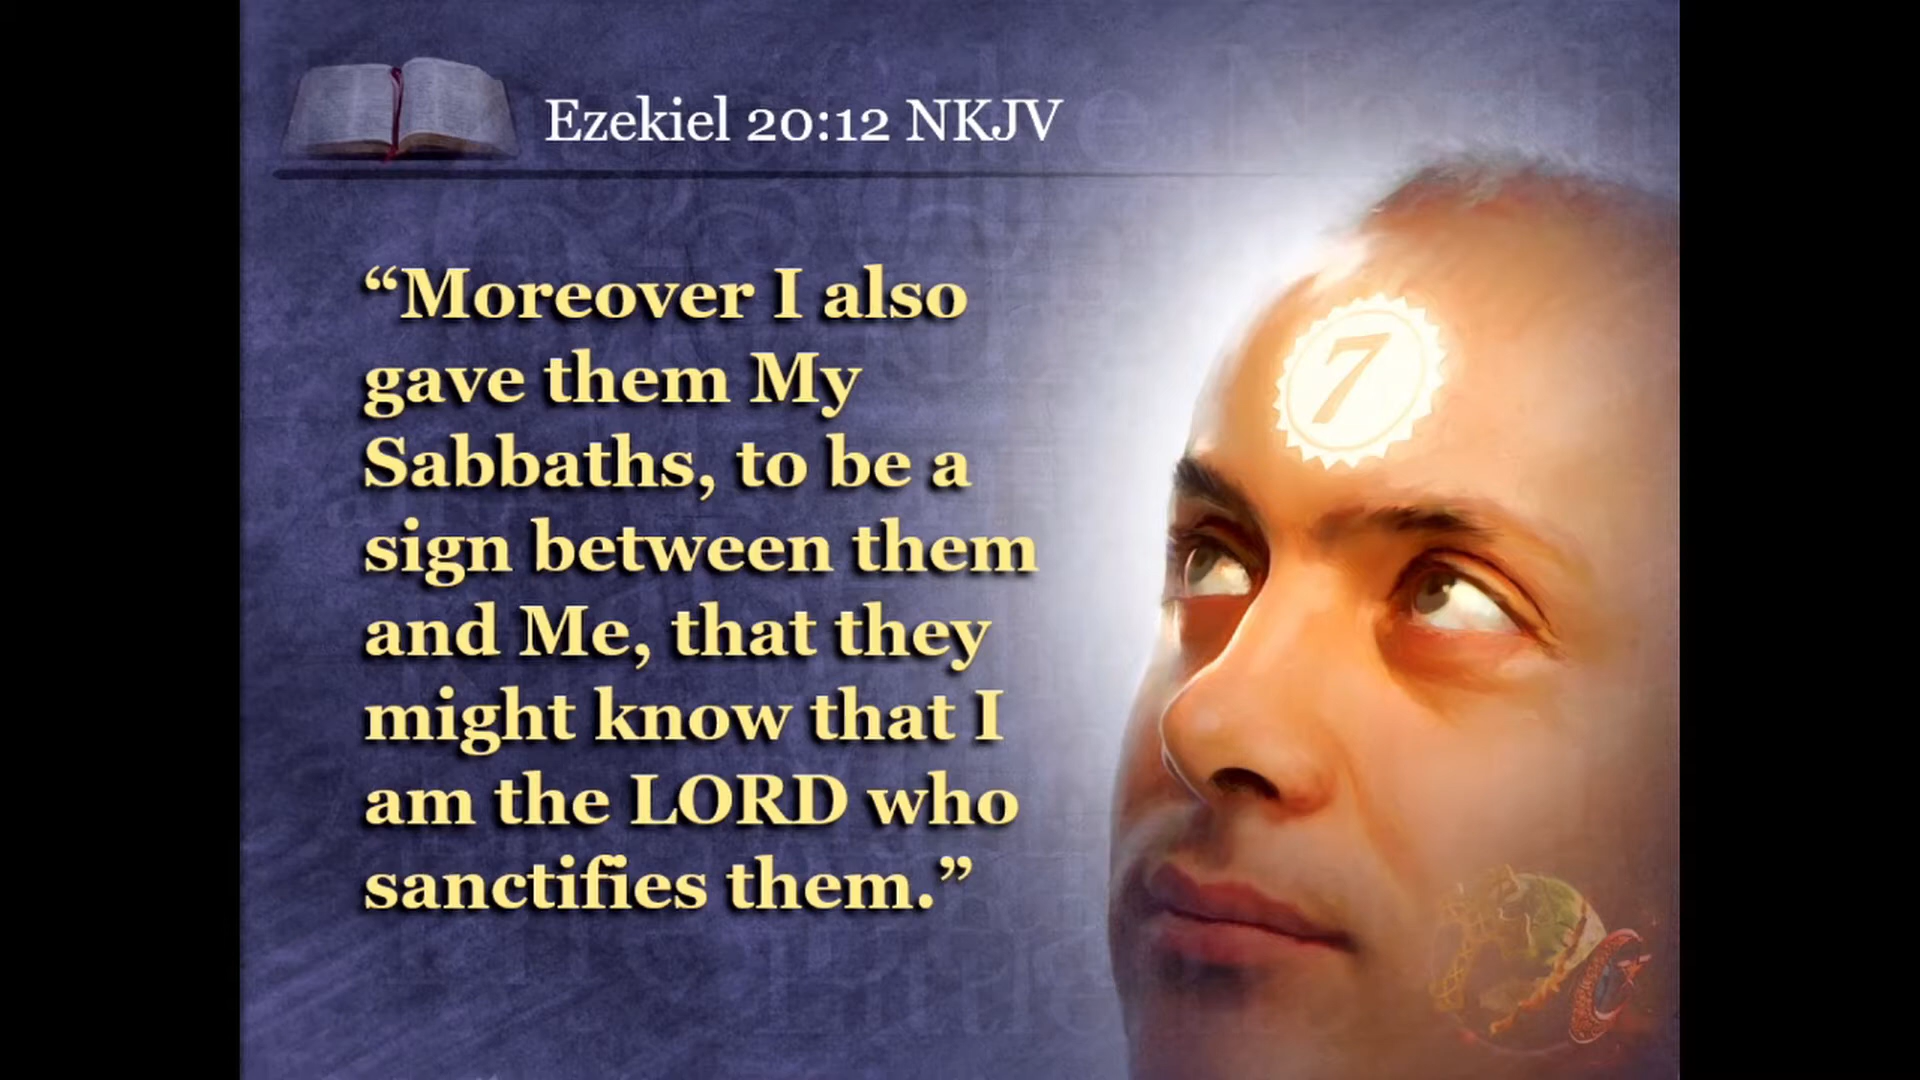 Ezekiel 20:12 NKJV
“Moreover I also
gave them My
Sabbaths, to be a
sign between them
and Me, that they
might know that I
am the LORD who
sanctifies them.”
7